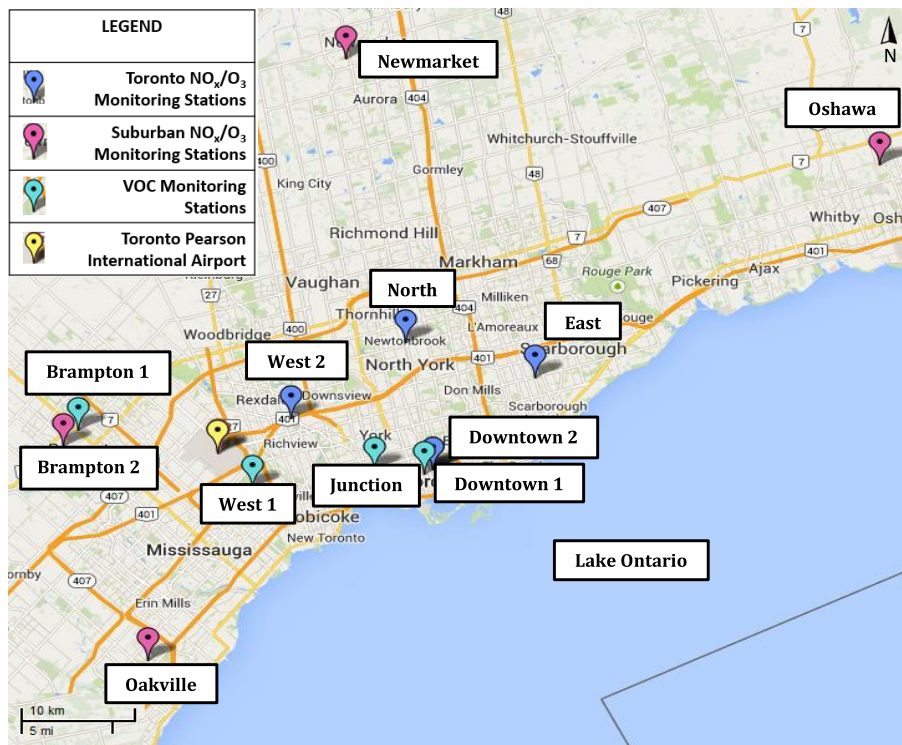 LEGEND
Toronto NOx/O3
Monitoring Stations
Suburban NOx/O3
Monitoring Stations
VOC Monitoring
Stations
Toronto Pearson
International Airport
N
Newmarket
404
Aurora
7
Oshawa
Whitchurch-Stouffville
400
48
7
King City
Gormley
407
Whitby
Richmond Hill
7
401
Markham
68
Rouge Park
Ajax
Pickering
Vaughan
27
North
Milliken
404
Thornhill
L'Amoreaux
East
Woodbridge
400
Newtonbrook
Scarborough
West 2
North York
401
Brampton 1
Don Mills
Rexdale
Downsview
Scarborough
401
7
York
Richview
27
Downtown 2
Brampton 2
Junction
Downtown 1
West 1
407
401
New Toronto
Mississauga
Lake Ontario
407
Erin Mills
Oakville
10 km
5 mi